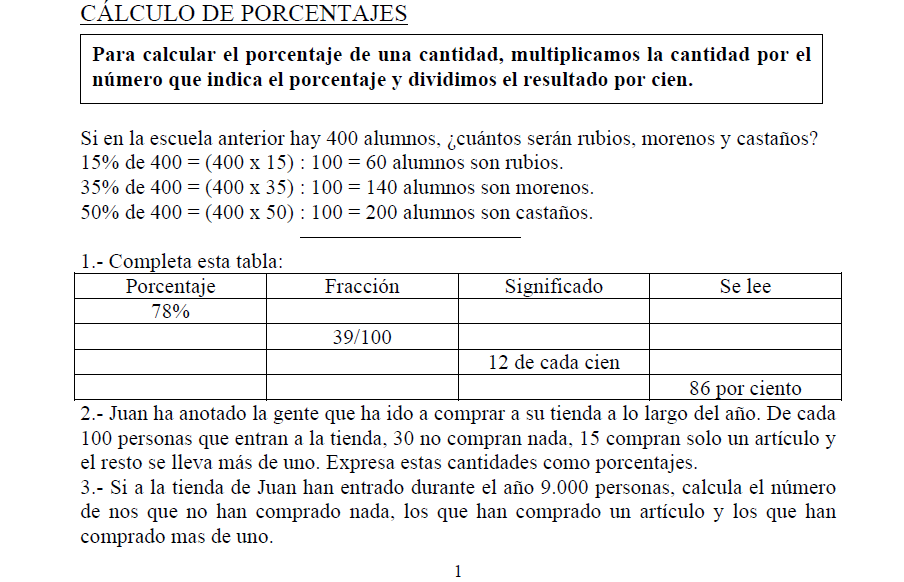 CÁLCULO DE PORCENTAJES
Para calcular el porcentaje de una cantidad, multiplicamos la cantidad por el
número que indica el porcentaje y dividimos el resultado por cien.
Si en la escuela anterior hay 400 alumnos, ¿cuántos serán rubios, morenos y castaños?
15% de 400 = (400 x 15) : 100 = 60 alumnos son rubios.
35% de 400 = (400 x 35) : 100 = 140 alumnos son morenos.
50% de 400 = (400 x 50) : 100 = 200 alumnos son castaños.
1.- Completa esta tabla:
Porcentaje Fracción Significado Se lee
78%
39/100
12 de cada cien
86 por ciento
2.- Juan ha anotado la gente que ha ido a comprar a su tienda a lo largo del año. De cada
100 personas que entran a la tienda, 30 no compran nada, 15 compran solo un artículo y
el resto se lleva más de uno. Expresa estas cantidades como porcentajes.
3.- Si a la tienda de Juan han entrado durante el año 9.000 personas, calcula el número
de nos que no han comprado nada, los que han comprado un artículo y los que han
comprado mas de uno.
1